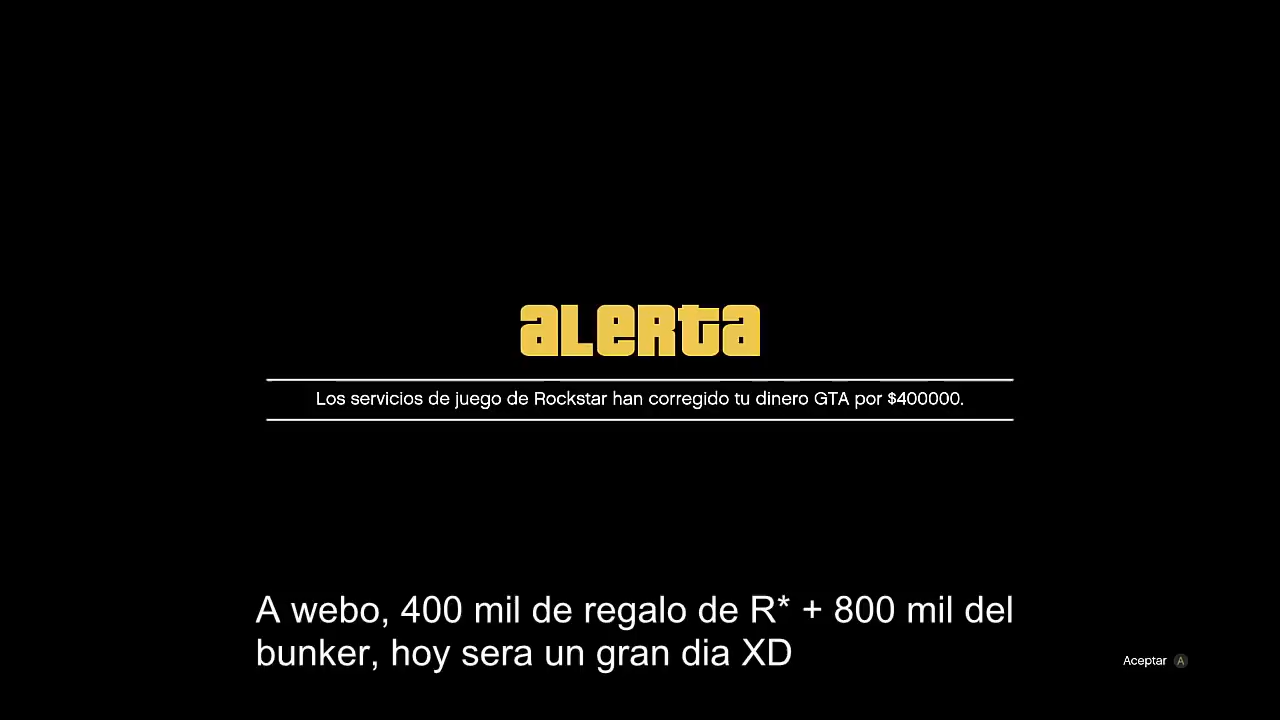 alerta
Los servicios de juego de Rockstar han corregido tu dinero GTA por $400000.
A webo, 400 mil de regalo de R* + 800 mil del
bunker, hoy sera un gran dia XD
Aceptar A